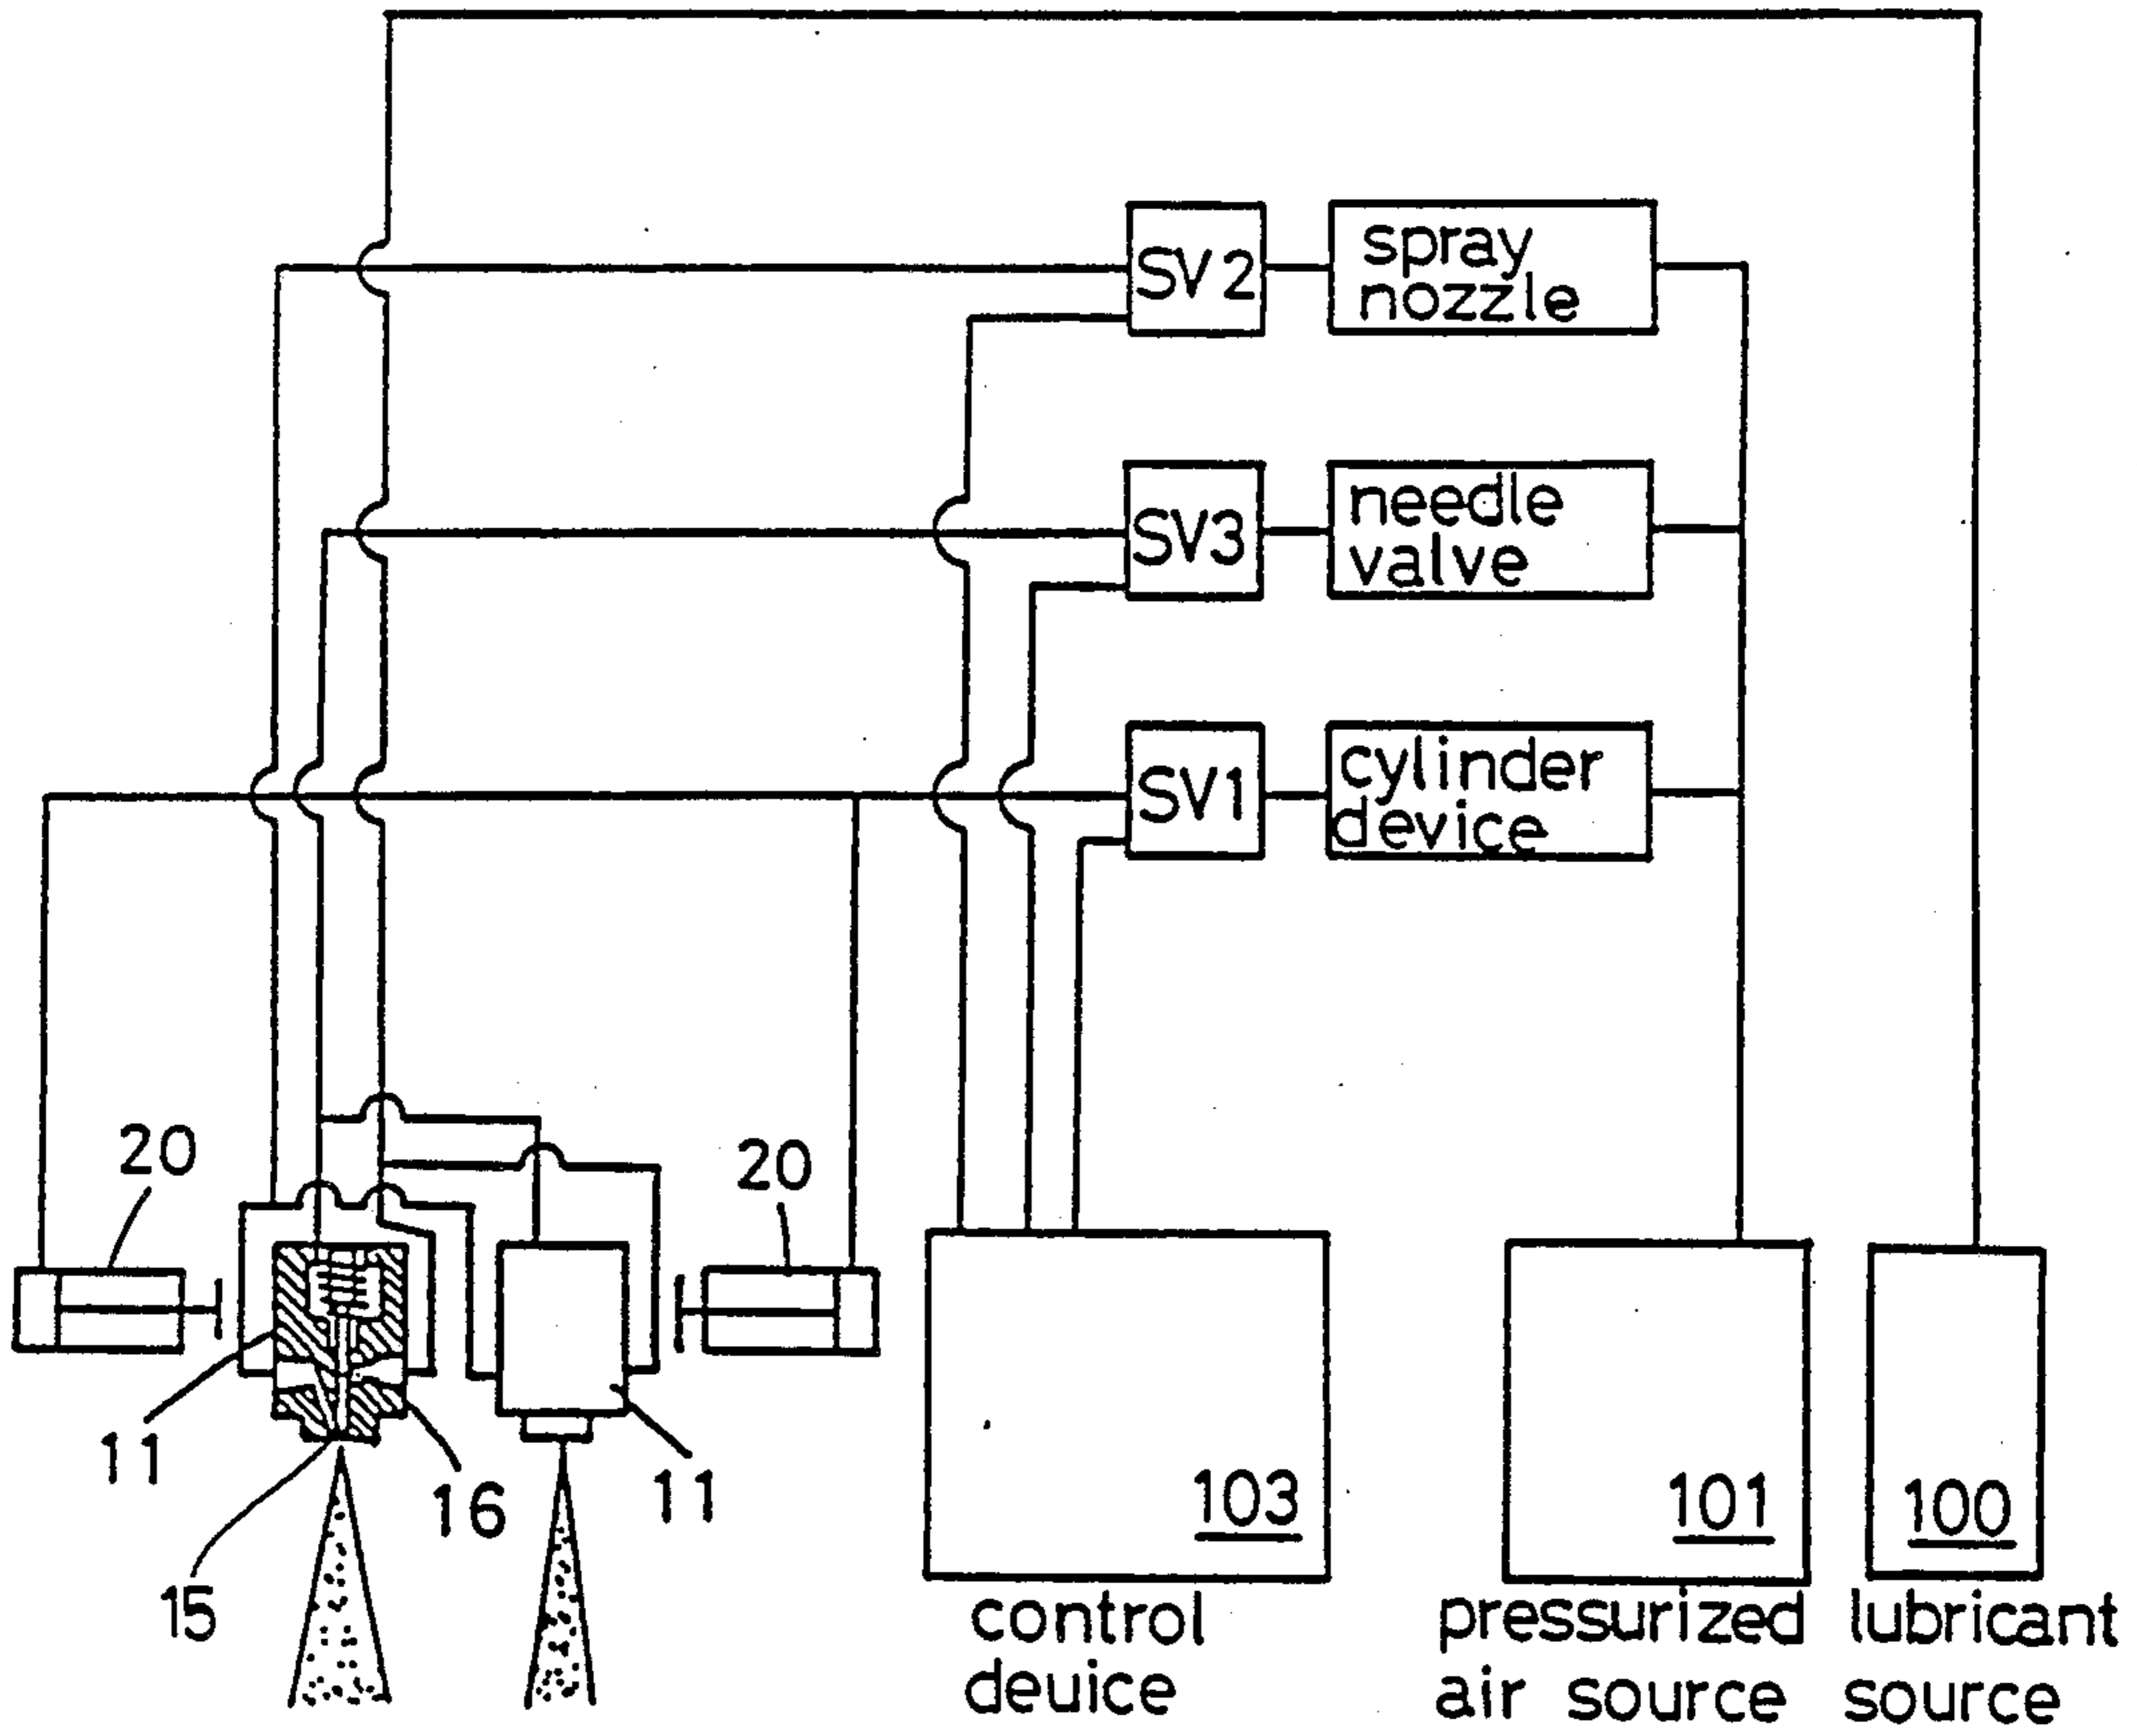 SV2
spray
nozzle
SV3
needle
valve
SV1
cylinder
device
20
20
11
16
11
15
103
101
100
control
deuice
pressurized
air source
lubricant
source